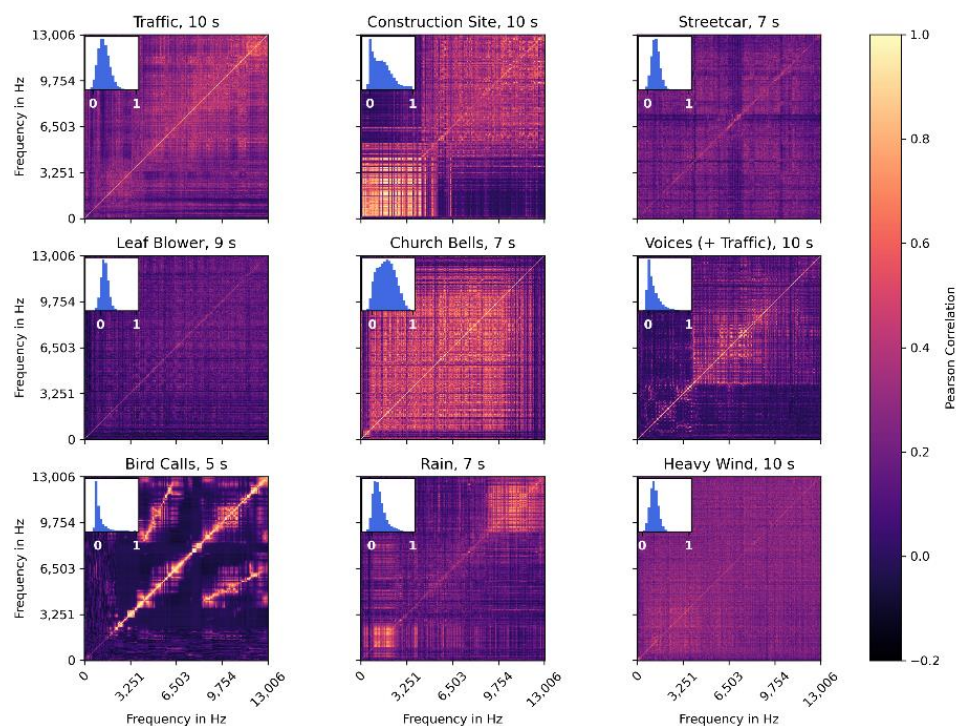 Traffic, 10 s
Construction Site, 10 s
Streetcar, 7 s
13,006
9,754
6,503
3,251
0
Frequency in Hz
0 1
0 1
0 1
Leaf Blower, 9 s
Church Bells, 7 s
Voices (+ Traffic), 10 s
13,006
9,754
6,503
3,251
0
Frequency in Hz
0 1
0 1
0 1
Bird Calls, 5 s
Rain, 7 s
Heavy Wind, 10 s
13,006
9,754
6,503
3,251
0
Frequency in Hz
0 1
0 1
0 1
0 3,251 6,503 9,754 13,006
0 3,251 6,503 9,754 13,006
0 3,251 6,503 9,754 13,006
Frequency in Hz
Frequency in Hz
Frequency in Hz
1.0
0.8
0.6
0.4
0.2
0.0
−0.2
Pearson Correlation